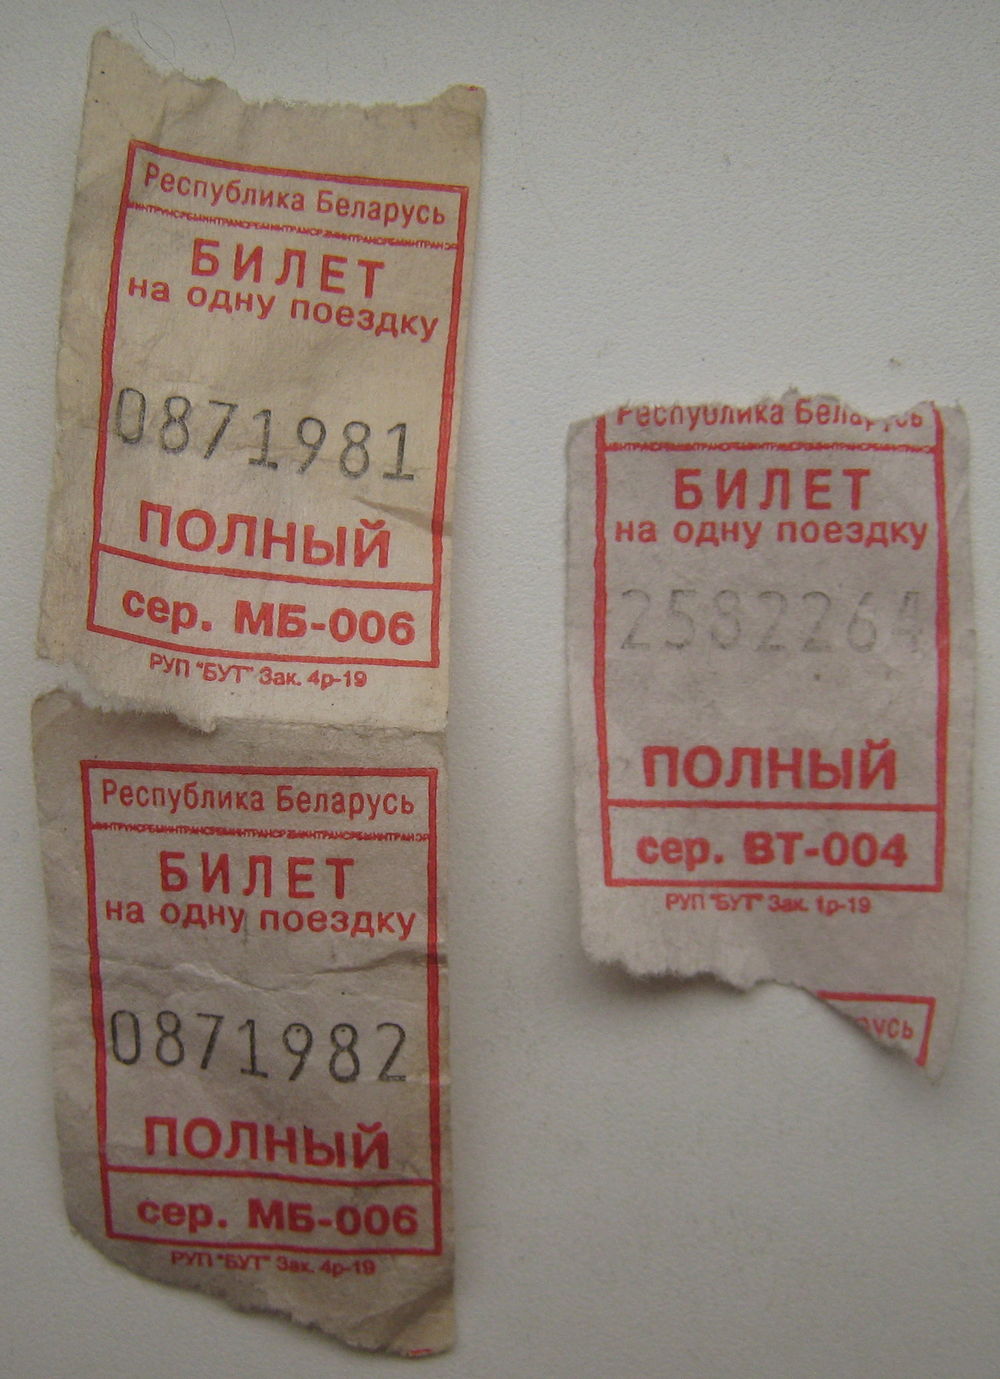 Республика Беларусь
БИЛЕТ
на одну поездку
0871981
ПОЛНЫЙ
сер. МБ-006
РУП "БУТ" Зак. 4р-19
Республика Беларусь
БИЛЕТ
на одну поездку
0871982
ПОЛНЫЙ
сер. МБ-006
РУП "БУТ" Зак. 4р-19
Республика Беларусь
БИЛЕТ
на одну поездку
2582264
ПОЛНЫЙ
сер. ВТ-004
РУП "БУТ" Зак. 1р-19